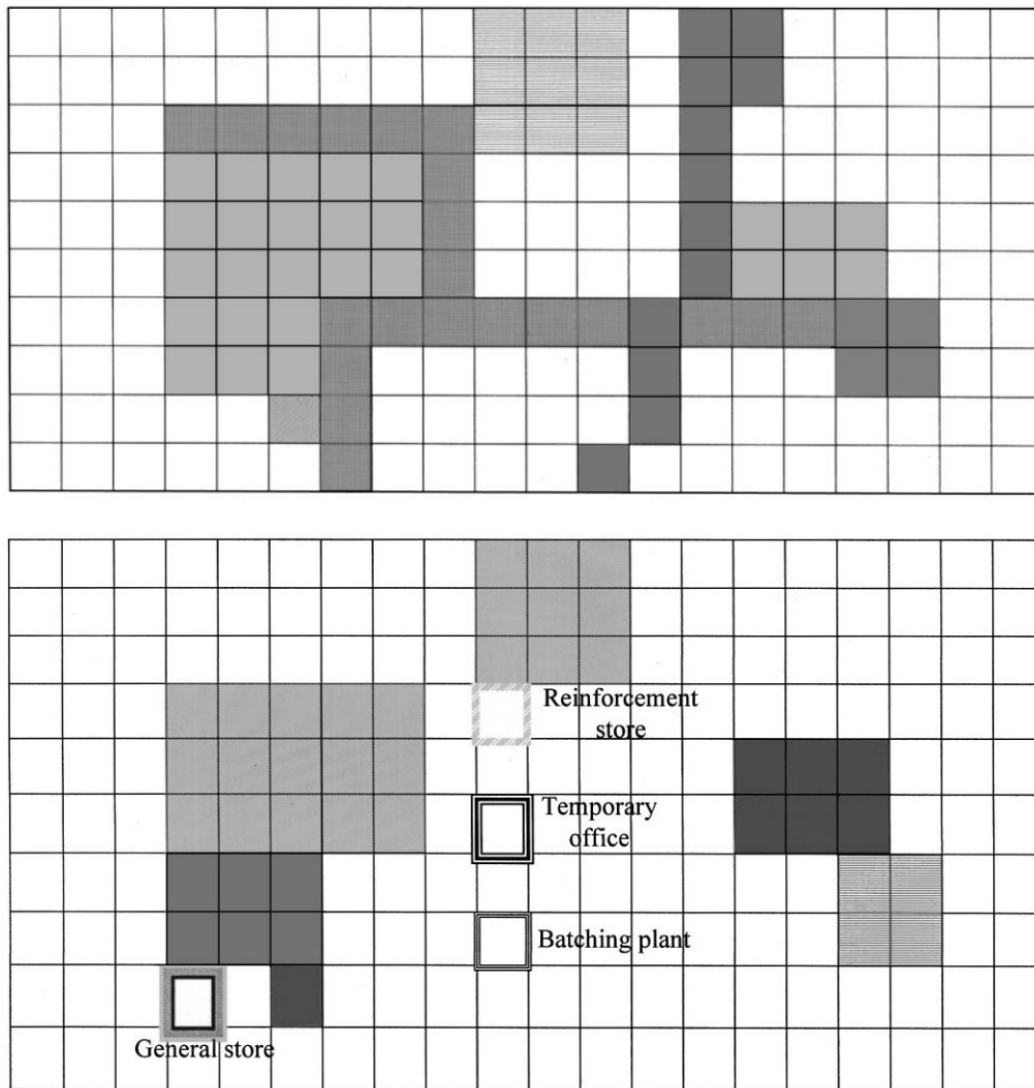 Reinforcement
store
Temporary
office
Batching plant
General store